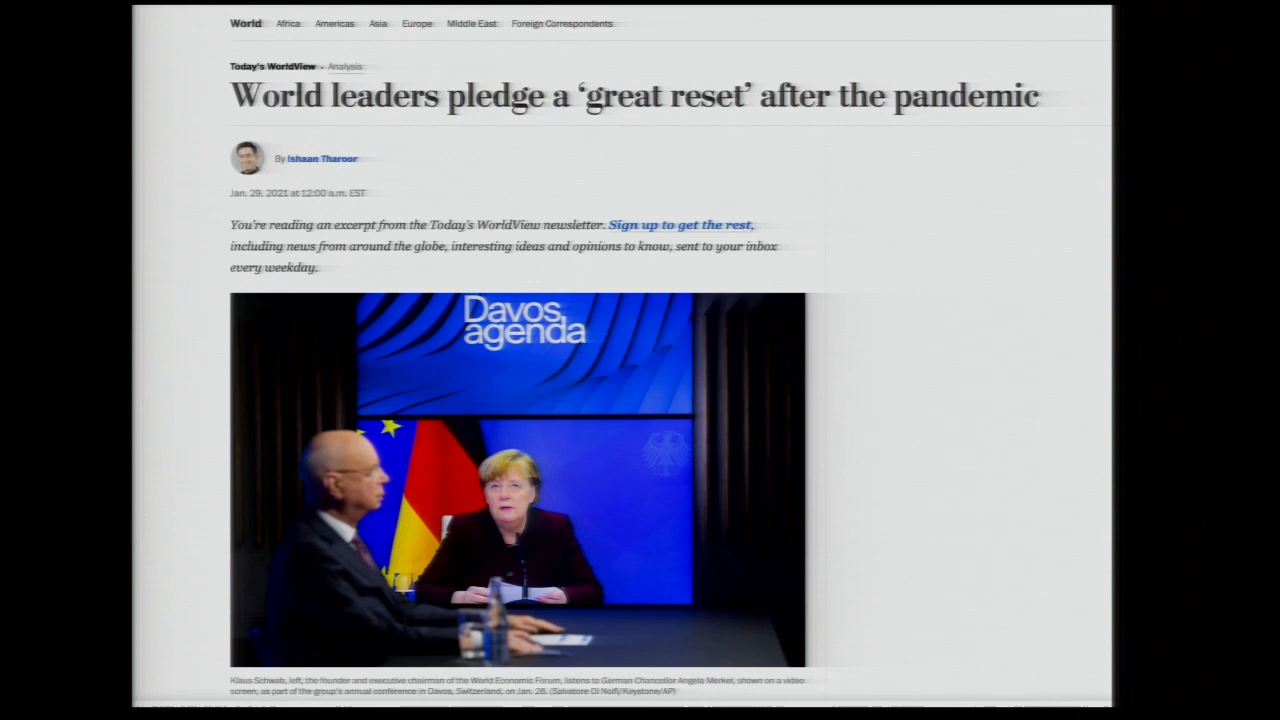 World Africa Americas Asia Europe Middle East Foreign Correspondents
Today's WorldView • Analysis
World leaders pledge a ‘great reset’ after the pandemic
By Ishaan Tharoor
Jan. 29, 2021 at 12:00 a.m. EST
You're reading an excerpt from the Today's WorldView newsletter. Sign up to get the rest,
including news from around the globe, interesting ideas and opinions to know, sent to your inbox
every weekday.
Davos
agenda
Klaus Schwab, left, the founder and executive chairman of the World Economic Forum, listens to German Chancellor Angela Merkel, shown on a video
screen, as part of the group's annual conference in Davos, Switzerland, on Jan. 26. (Salvatore Di Nolfi/Keystone/AP)